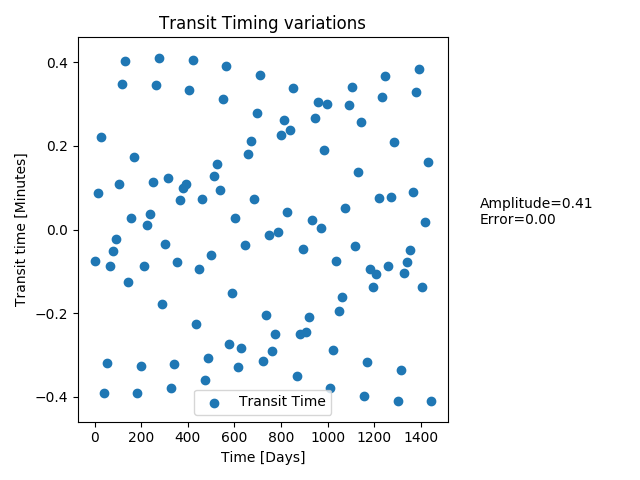 Transit Timing variations
Transit time [Minutes]
0.4
0.2
0.0
−0.2
−0.4
0 200 400 600 800 1000 1200 1400
Time [Days]
Transit Time
Amplitude=0.41
Error=0.00